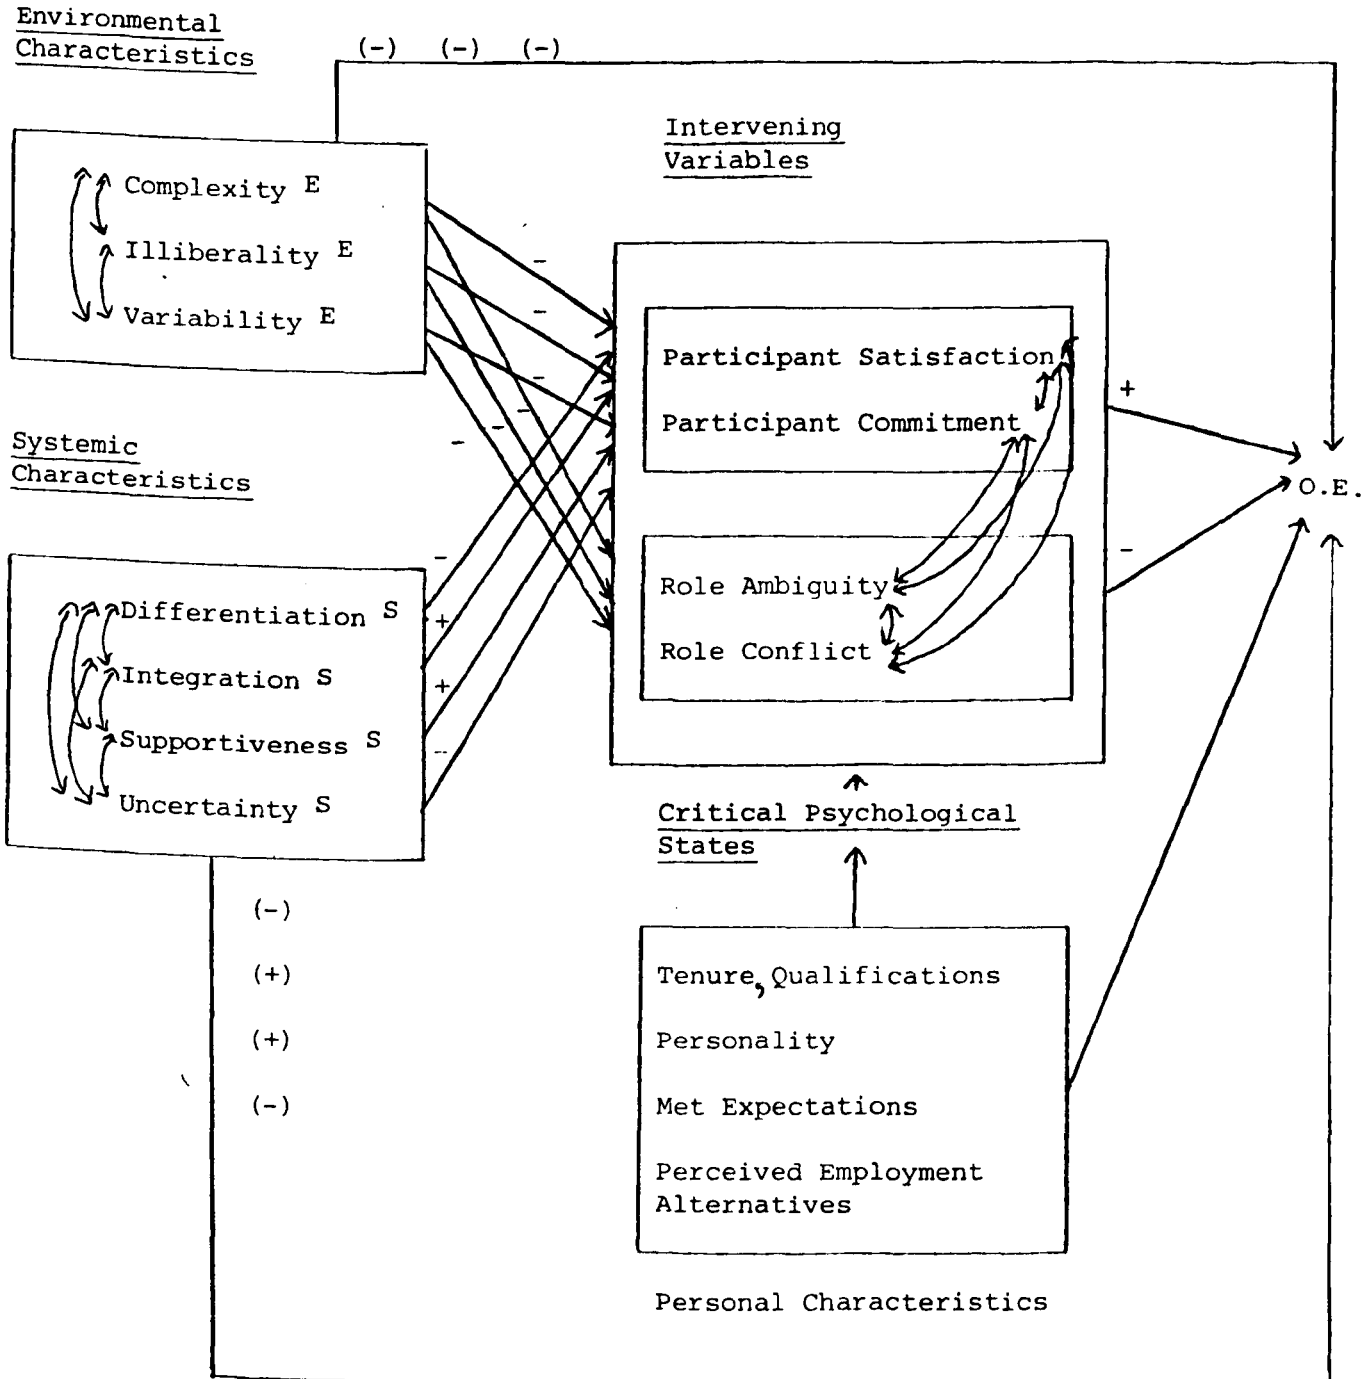 Environmental
Characteristics
(-) (-) (-)
Complexity E
Illiberality E
Variability E
Systemic
Characteristics
Differentiation S
Integration S
Supportiveness S
Uncertainty S
(-)
(+)
(+)
(-)
Intervening
Variables
-
-
-
-
-
-
-
+
+
-
Participant Satisfaction
Participant Commitment
Role Ambiguity
Role Conflict
+
-
O.E.
Critical Psychological
States
Tenure, Qualifications
Personality
Met Expectations
Perceived Employment
Alternatives
Personal Characteristics